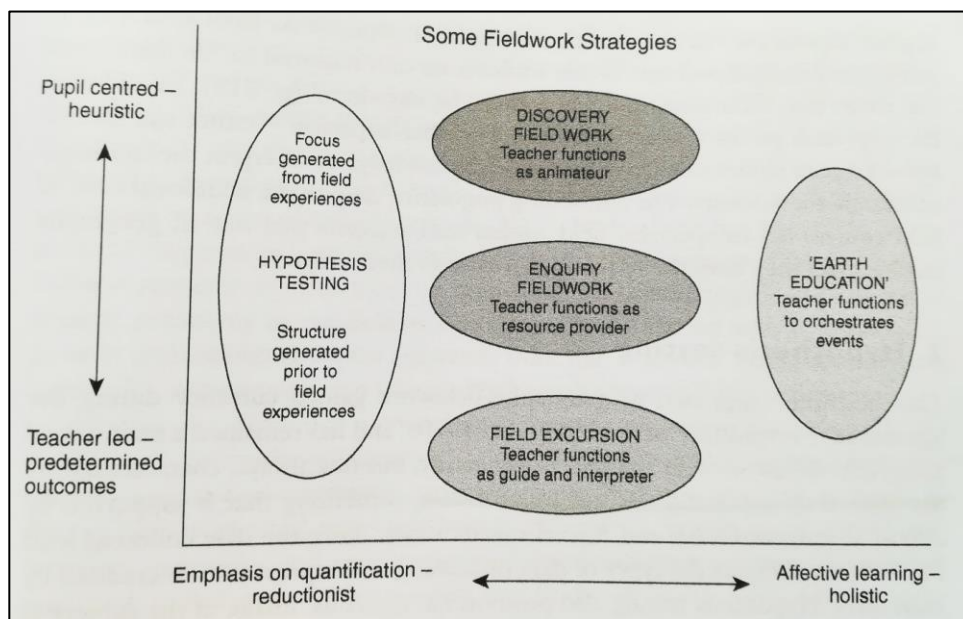 Some Fieldwork Strategies
Pupil centred –
heuristic
Teacher led –
predetermined
outcomes
Focus
generated
from field
experiences
HYPOTHESIS
TESTING
Structure
generated
prior to
field
experiences
DISCOVERY
FIELD WORK
Teacher functions
as animateur
ENQUIRY
FIELDWORK
Teacher functions as
resource provider
FIELD EXCURSION
Teacher functions
as guide and interpreter
'EARTH
EDUCATION'
Teacher functions
to orchestrates
events
Emphasis on quantification –
reductionist
Affective learning –
holistic